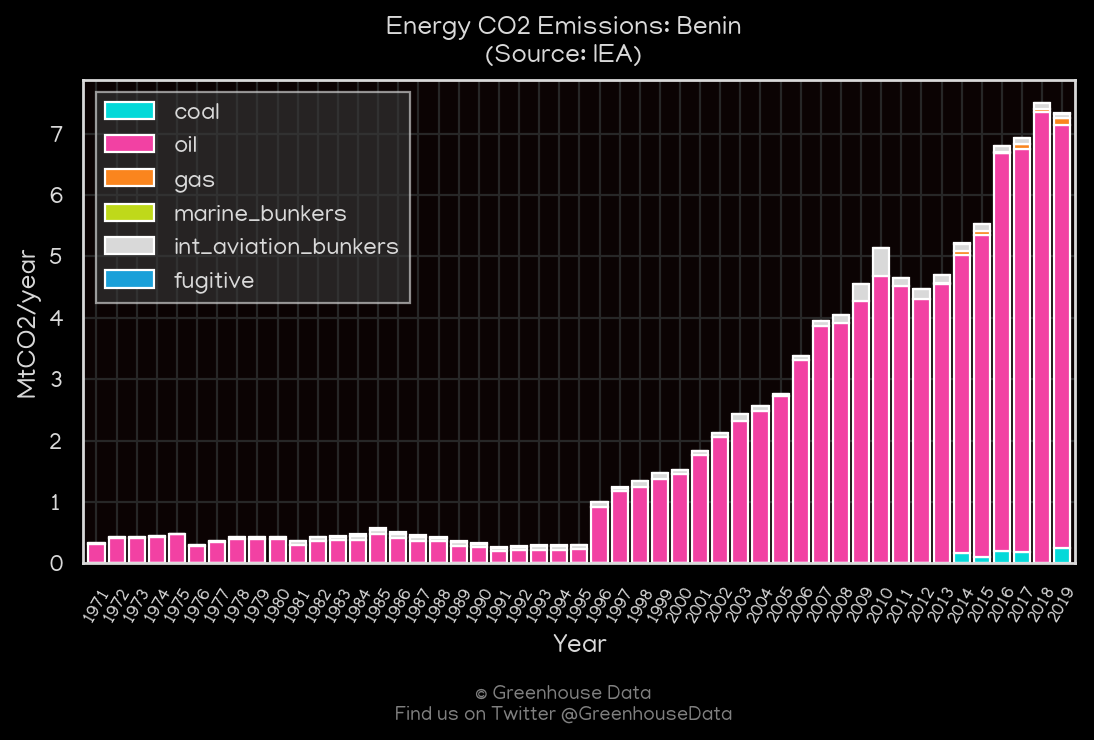 Energy CO2 Emissions: Benin
(Source: IEA)
coal
oil
gas
marine_bunkers
int_aviation_bunkers
fugitive
MtCO2/year
7
6
5
4
3
2
1
0
1971 1972 1973 1974 1975 1976 1977 1978 1979 1980 1981 1982 1983 1984 1985 1986 1987 1988 1989 1990 1991 1992 1993 1994 1995 1996 1997 1998 1999 2000 2001 2002 2003 2004 2005 2006 2007 2008 2009 2010 2011 2012 2013 2014 2015 2016 2017 2018 2019
Year
© Greenhouse Data
Find us on Twitter @GreenhouseData